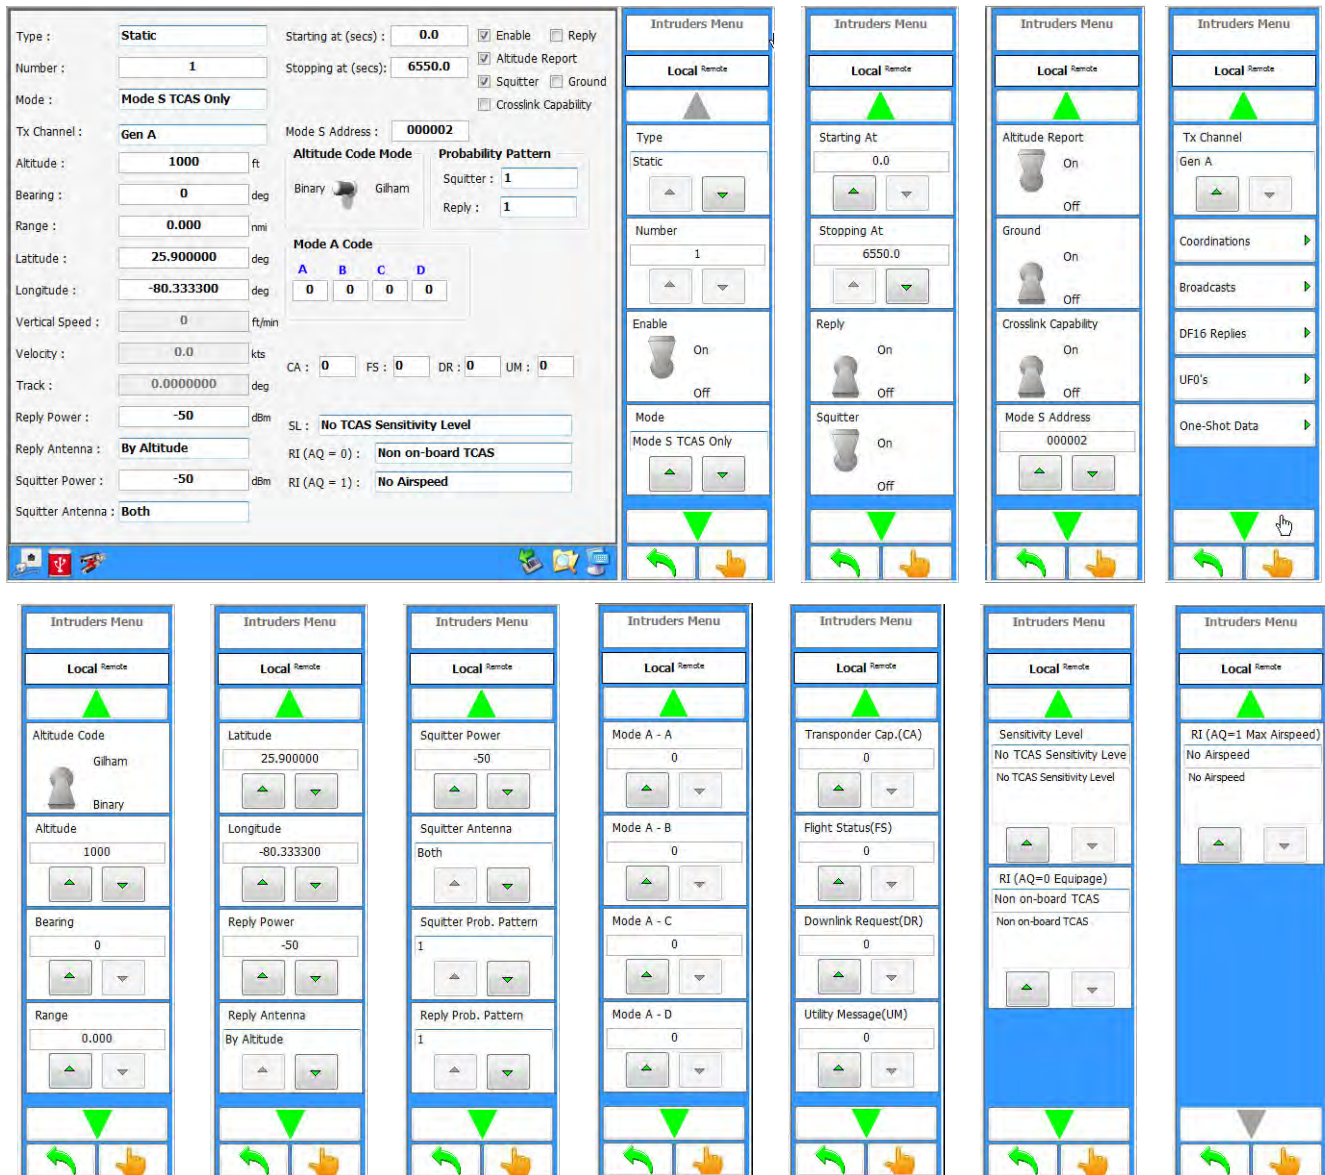 Type :
Static
Number :
1
Mode :
Mode S TCAS Only
Tx Channel :
Gen A
Altitude :
1000
ft
Bearing :
0
deg
Range :
0.000
nmi
Latitude :
25.900000
deg
Longitude :
-80.333300
deg
Vertical Speed :
0
ft/min
Velocity :
0.0
kts
Track :
0.0000000
deg
Reply Power :
-50
dBm
Reply Antenna :
By Altitude
Squitter Power :
-50
dBm
Squitter Antenna :
Both
Starting at (secs) :
0.0
Stopping at (secs):
6550.0
Enable
Reply
Altitude Report
Squitter
Ground
Crosslink Capability
Mode S Address :
000002
Altitude Code Mode
Binary
Gilham
Probability Pattern
Squitter :
1
Reply :
1
Mode A Code
A B C D
0 0 0 0
CA :
0
FS :
0
DR :
0
UM :
0
SL :
No TCAS Sensitivity Level
RI (AQ = 0) :
Non on-board TCAS
RI (AQ = 1) :
No Airspeed
Intruders Menu
Local Remote
Type
Static
Number
1
Enable
On
Off
Mode
Mode S TCAS Only
Intruders Menu
Local Remote
Starting At
0.0
Stopping At
6550.0
Reply
On
Off
Squitter
On
Off
Intruders Menu
Local Remote
Altitude Report
On
Off
Ground
On
Off
Crosslink Capability
On
Off
Mode S Address
000002
Intruders Menu
Local Remote
Tx Channel
Gen A
Coordinations
Broadcasts
DF16 Replies
UF0's
One-Shot Data
Intruders Menu
Local Remote
Altitude Code
Gilham
Binary
Altitude
1000
Bearing
0
Range
0.000
Intruders Menu
Local Remote
Latitude
25.900000
Longitude
-80.333300
Reply Power
-50
Reply Antenna
By Altitude
Intruders Menu
Local Remote
Squitter Power
-50
Squitter Antenna
Both
Squitter Prob. Pattern
1
Reply Prob. Pattern
1
Intruders Menu
Local Remote
Mode A - A
0
Mode A - B
0
Mode A - C
0
Mode A - D
0
Intruders Menu
Local Remote
Transponder Cap.(CA)
0
Flight Status(FS)
0
Downlink Request(DR)
0
Utility Message(UM)
0
Intruders Menu
Local Remote
Sensitivity Level
No TCAS Sensitivity Leve
No TCAS Sensitivity Level
RI (AQ=0 Equipage)
Non on-board TCAS
Non on-board TCAS
Intruders Menu
Local Remote
RI (AQ=1 Max Airspeed)
No Airspeed
No Airspeed